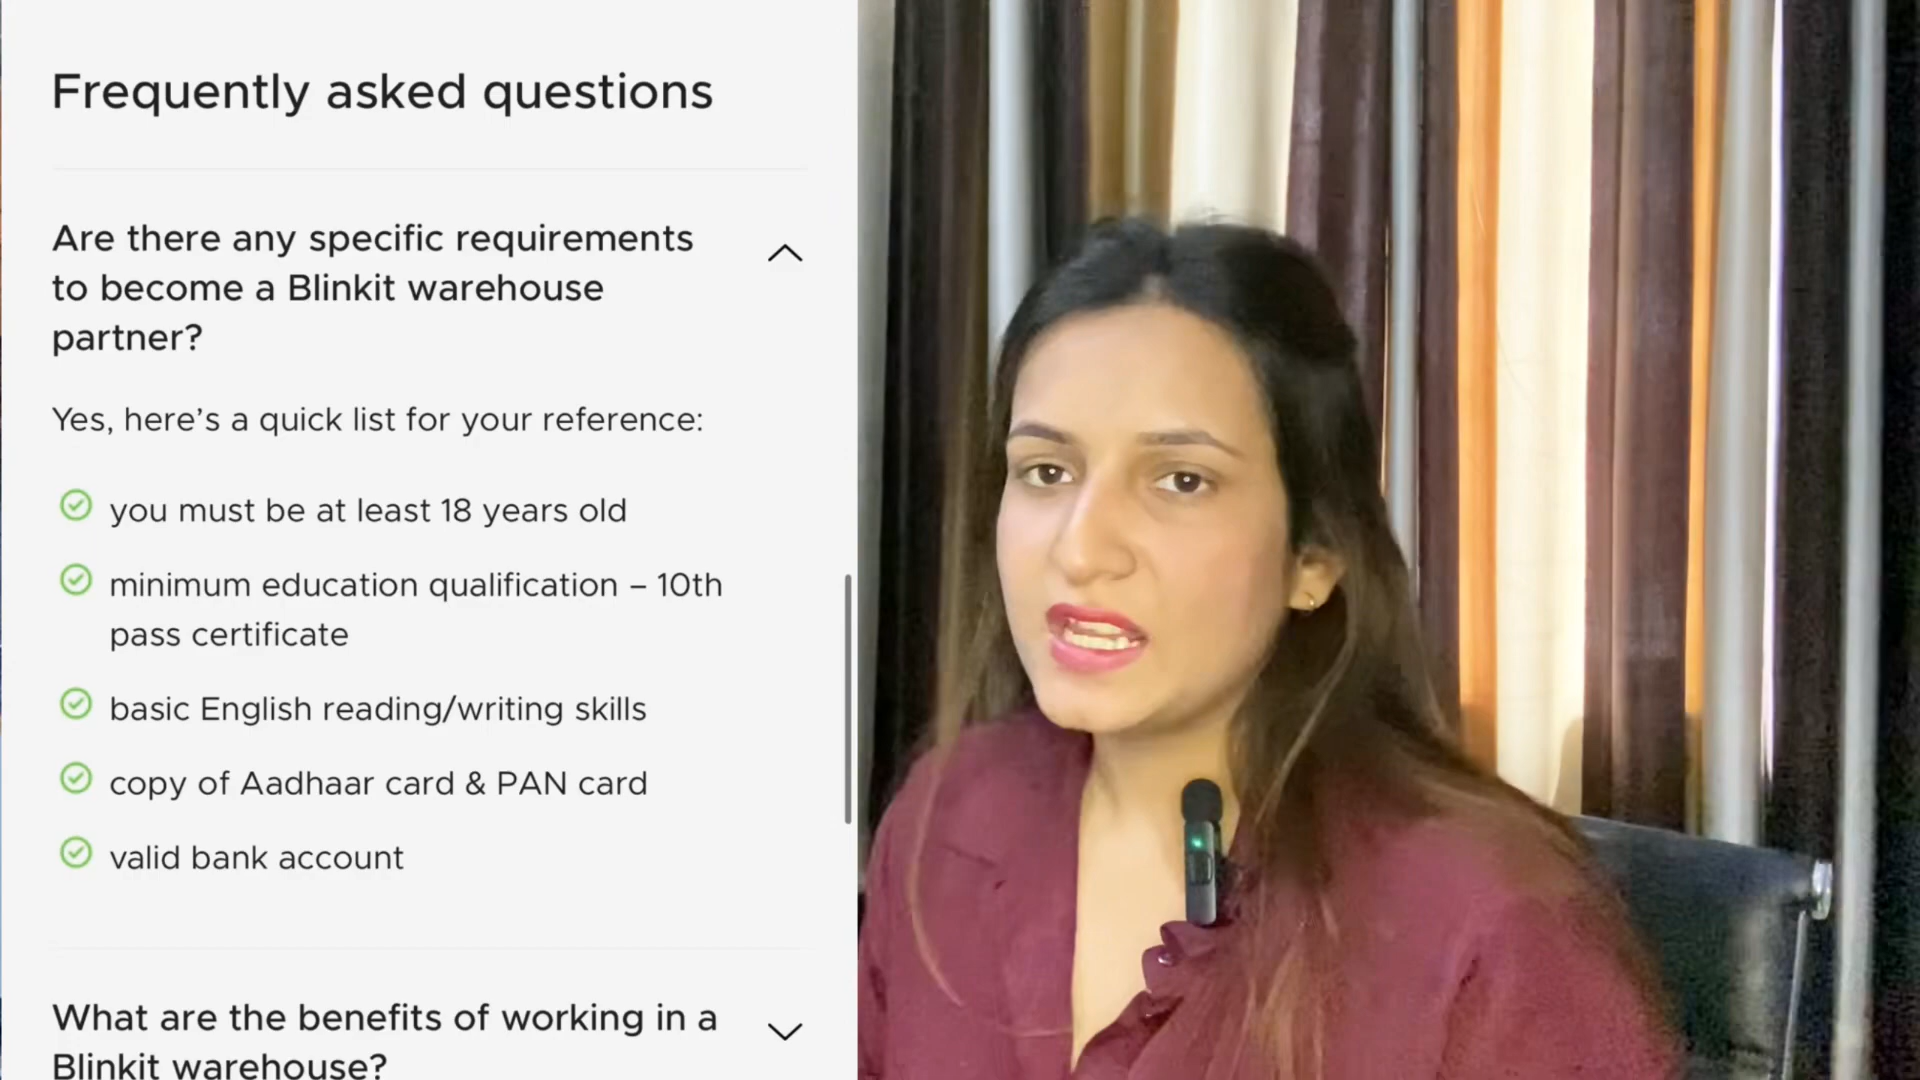 Frequently asked questions
Are there any specific requirements
to become a Blinkit warehouse
partner?
Yes, here’s a quick list for your reference:
you must be at least 18 years old
minimum education qualification – 10th
pass certificate
basic English reading/writing skills
copy of Aadhaar card & PAN card
valid bank account
What are the benefits of working in a
Blinkit warehouse?